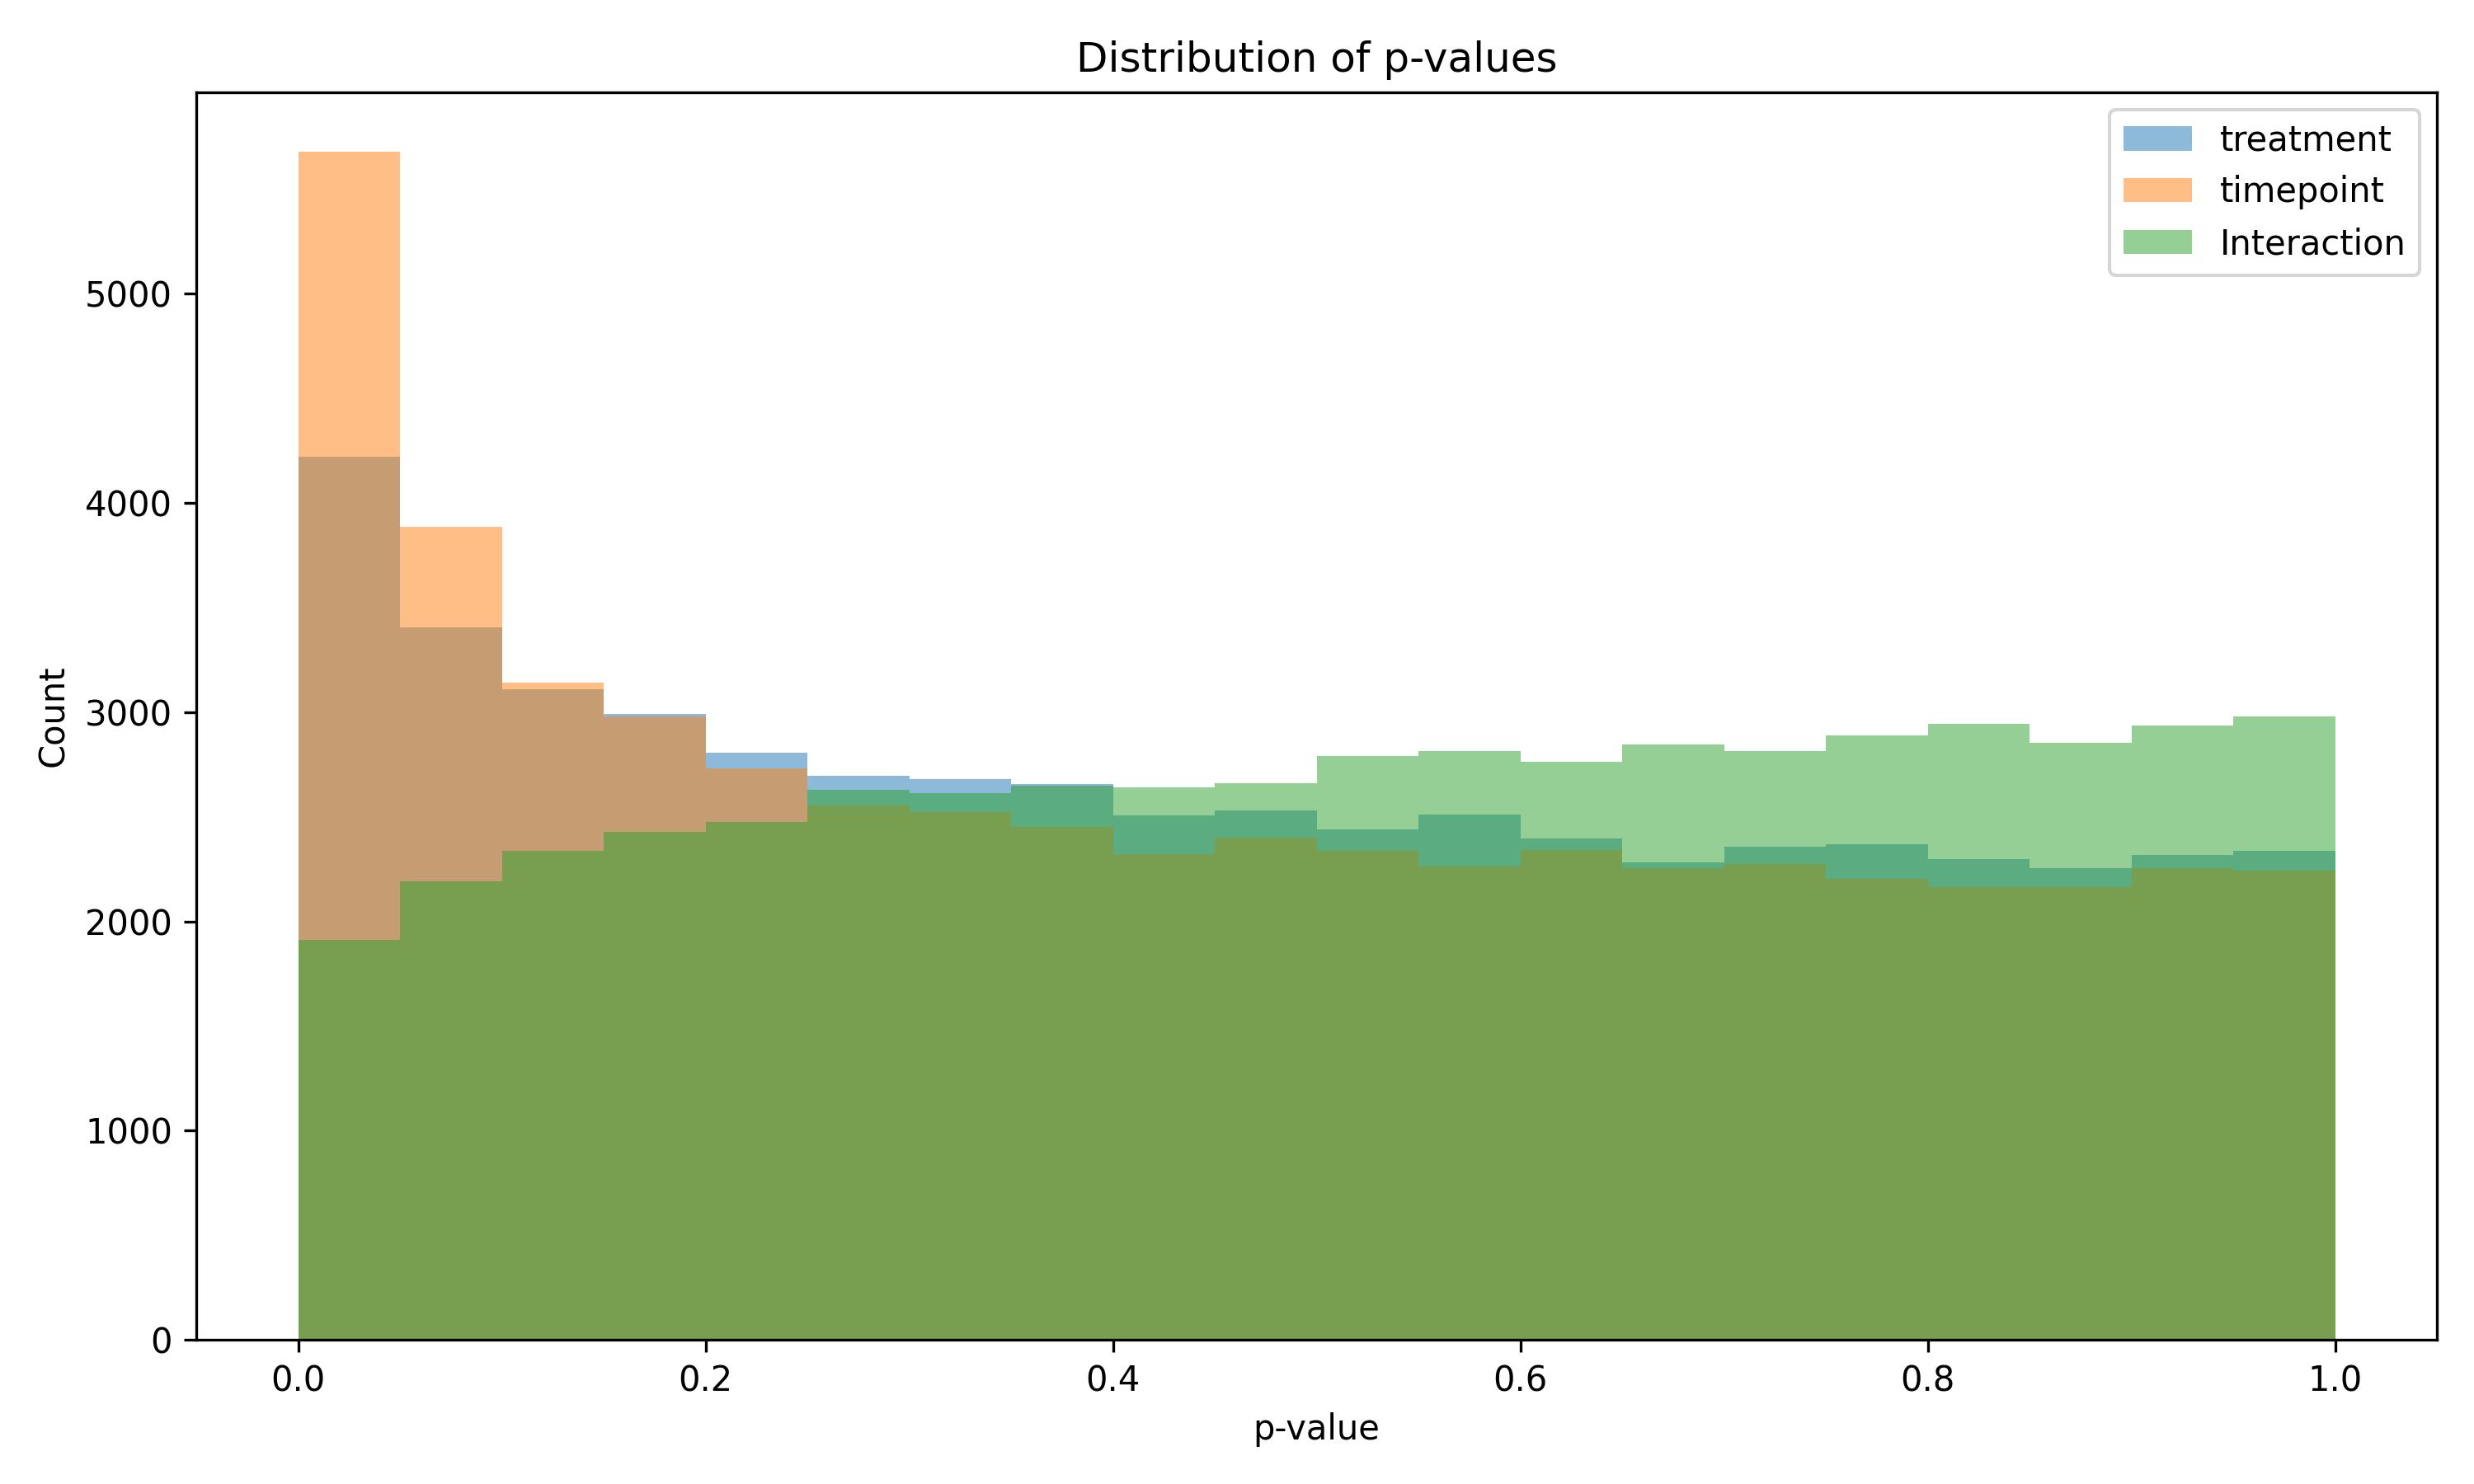 Distribution of p-values
treatment
timepoint
Interaction
Count
5000
4000
3000
2000
1000
0
0.0 0.2 0.4 0.6 0.8 1.0
p-value